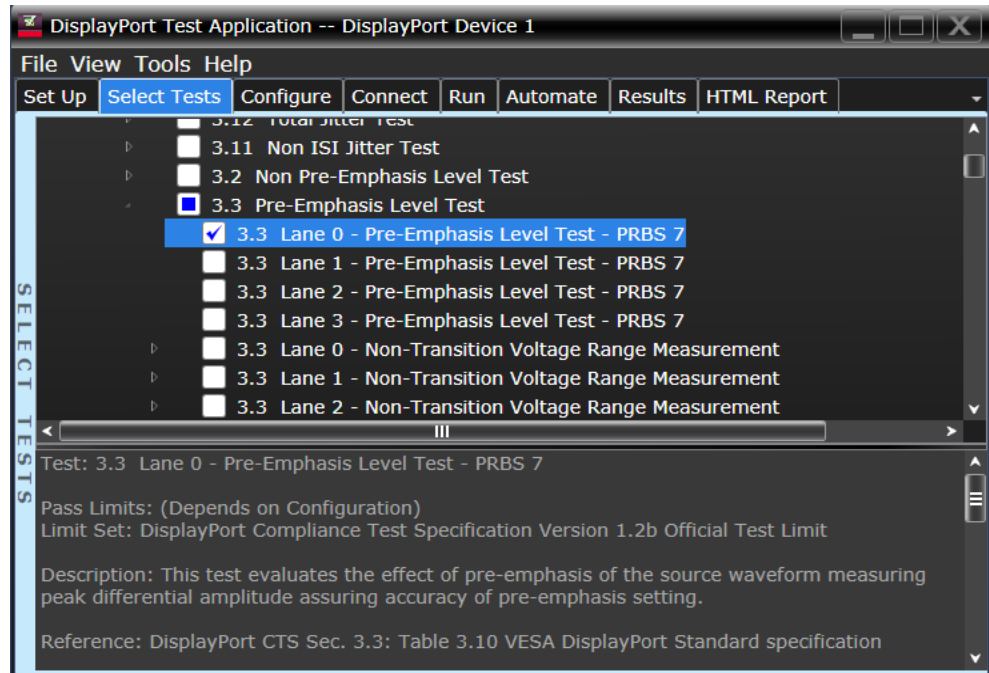 DisplayPort Test Application -- DisplayPort Device 1
File View Tools Help
Set Up Select Tests Configure Connect Run Automate Results HTML Report
3.12 Total Jitter Test
3.11 Non ISI Jitter Test
3.2 Non Pre-Emphasis Level Test
3.3 Pre-Emphasis Level Test
3.3 Lane 0 - Pre-Emphasis Level Test - PRBS 7
3.3 Lane 1 - Pre-Emphasis Level Test - PRBS 7
3.3 Lane 2 - Pre-Emphasis Level Test - PRBS 7
3.3 Lane 3 - Pre-Emphasis Level Test - PRBS 7
3.3 Lane 0 - Non-Transition Voltage Range Measurement
3.3 Lane 1 - Non-Transition Voltage Range Measurement
3.3 Lane 2 - Non-Transition Voltage Range Measurement
SELECT TESTS
Test: 3.3 Lane 0 - Pre-Emphasis Level Test - PRBS 7
Pass Limits: (Depends on Configuration)
Limit Set: DisplayPort Compliance Test Specification Version 1.2b Official Test Limit
Description: This test evaluates the effect of pre-emphasis of the source waveform measuring
peak differential amplitude assuring accuracy of pre-emphasis setting.
Reference: DisplayPort CTS Sec. 3.3: Table 3.10 VESA DisplayPort Standard specification